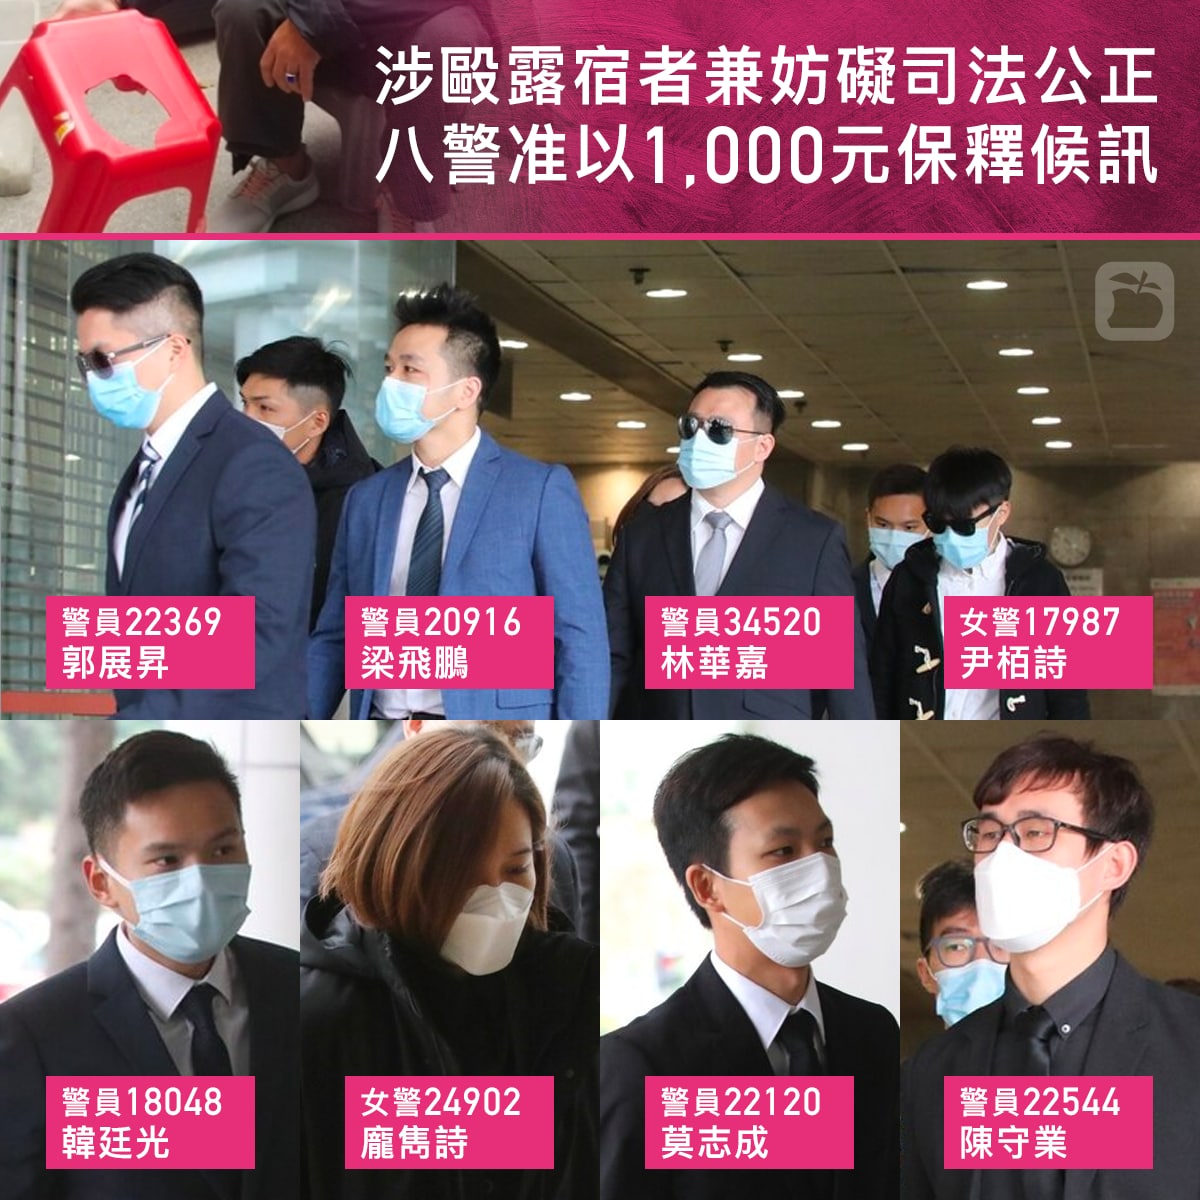 涉毆露宿者兼妨礙司法公正
八警准以1,000元保釋候訊
警員22369
郭展昇
警員20916
梁飛鵬
警員34520
林華嘉
女警17987
尹栢詩
警員18048
韓廷光
女警24902
龐雋詩
警員22120
莫志成
警員22544
陳守業